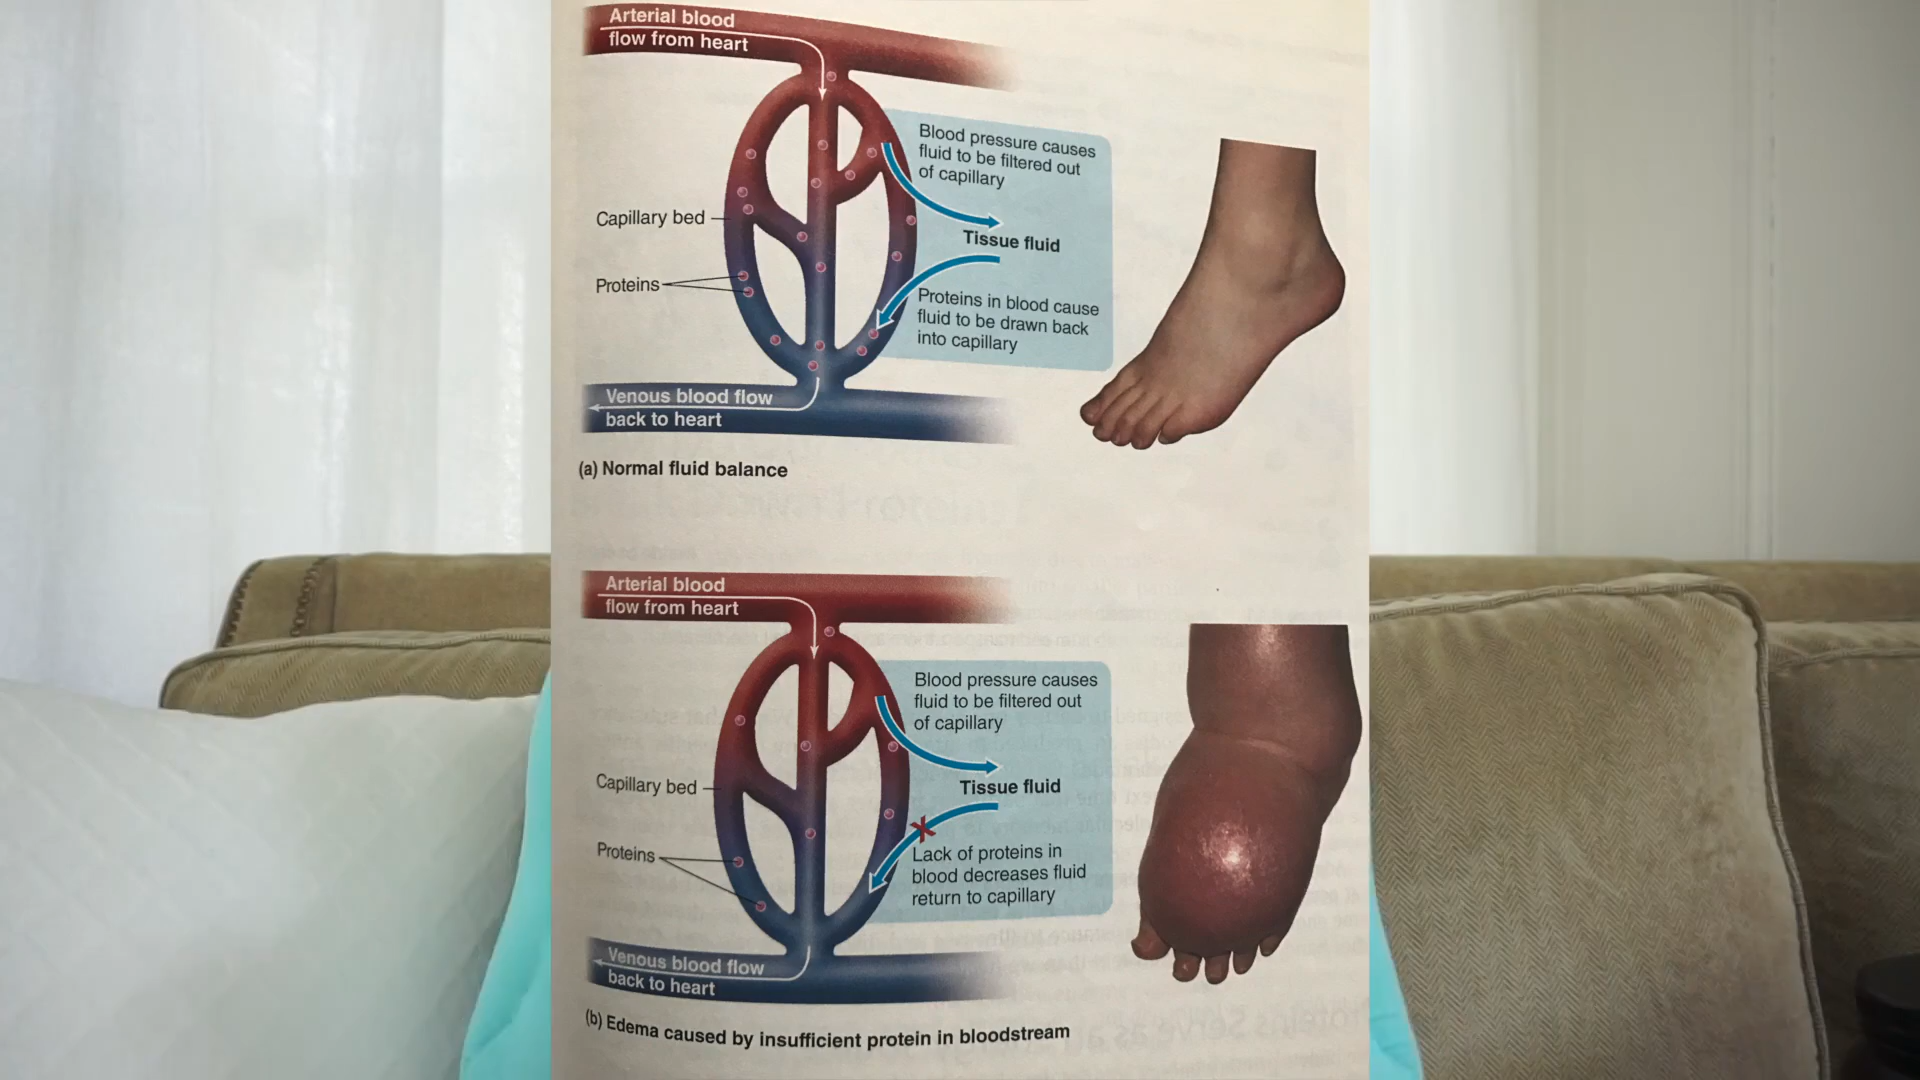 Arterial blood
flow from heart
Blood pressure causes
fluid to be filtered out
of capillary
Capillary bed
Tissue fluid
Proteins
Proteins in blood cause
fluid to be drawn back
into capillary
Venous blood flow
back to heart
(a) Normal fluid balance
Arterial blood
flow from heart
Blood pressure causes
fluid to be filtered out
of capillary
Capillary bed
Tissue fluid
Proteins
Lack of proteins in
blood decreases fluid
return to capillary
Venous blood flow
back to heart
(b) Edema caused by insufficient protein in bloodstream